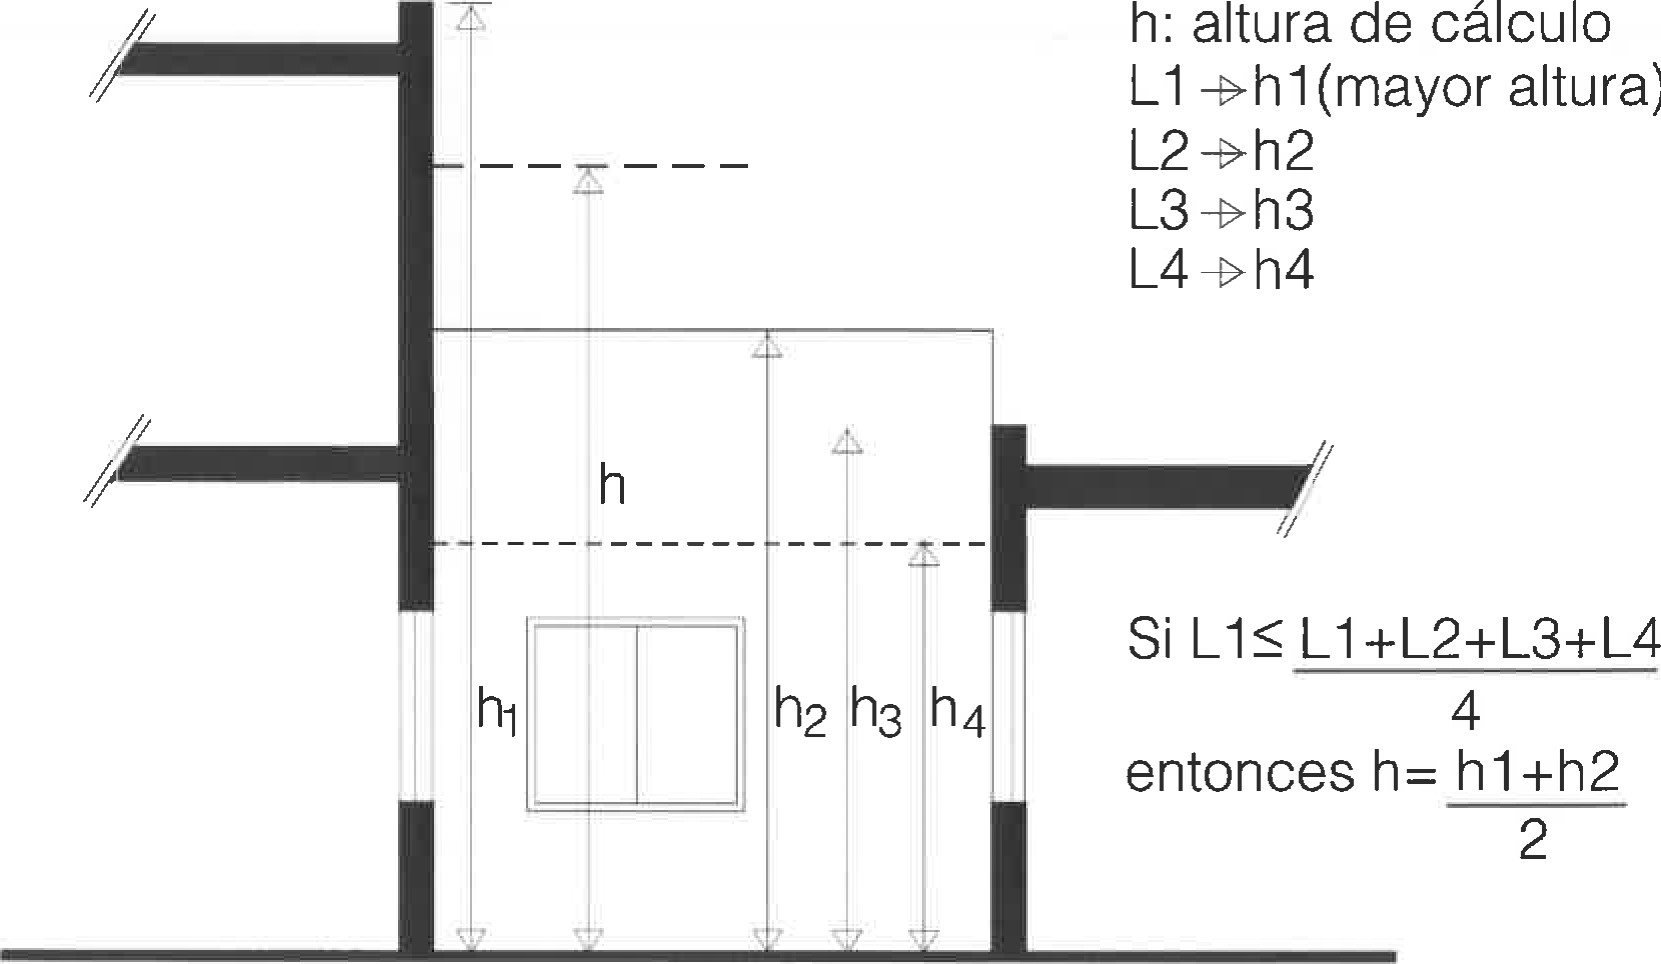 h: altura de cálculo
L1 → h1(mayor altura)
L2 → h2
L3 → h3
L4 → h4
h
h1
h2
h3
h4
Si L1≤ L1+L2+L3+L4
4
entonces h= h1+h2
2